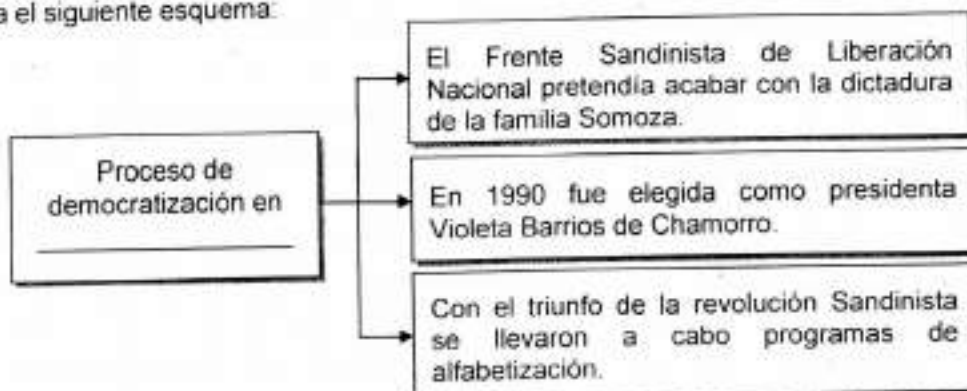 a el siguiente esquema:
El Frente Sandinista de Liberación
Nacional pretendía acabar con la dictadura
de la familia Somoza.
Proceso de
democratización en
En 1990 fue elegida como presidenta
Violeta Barrios de Chamorro.
Con el triunfo de la revolución Sandinista
se llevaron a cabo programas de
alfabetización.